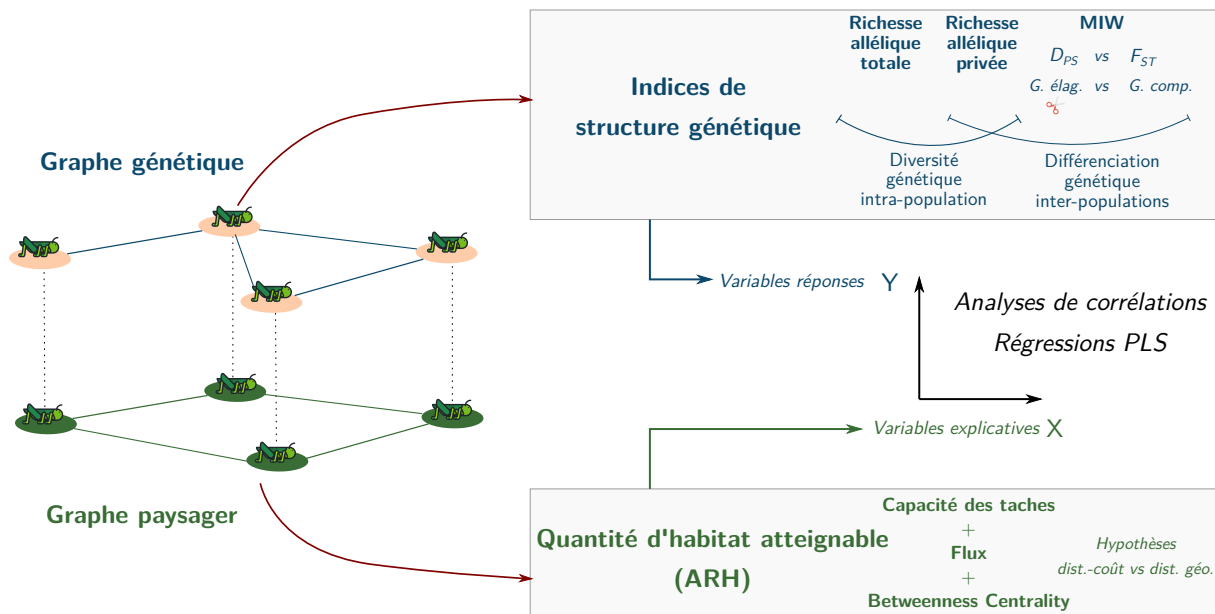 Richesse
allélique
totale
Richesse
allélique
privée
MIW
D_PS vs F_ST
G. élag. vs G. comp.
Indices de
structure génétique
Diversité
génétique
intra-population
Différenciation
génétique
inter-populations
Graphe génétique
Variables réponses Y
Analyses de corrélations
Régressions PLS
Variables explicatives X
Graphe paysager
Quantité d'habitat atteignable
(ARH)
Capacité des taches
+
Flux
+
Betweenness Centrality
Hypothèses
dist.-coût vs dist. géo.